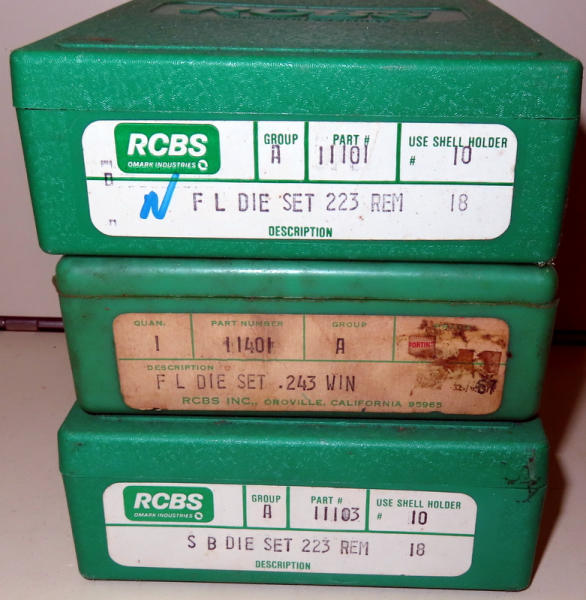 RCBS
RCBS GROUP PART # USE SHELL HOLDER
OMARK INDUSTRIES A 11101 # 10
N F L DIE SET 223 REM 18
DESCRIPTION
QUAN. PART NUMBER GROUP
1 11401 A
DESCRIPTION
F L DIE SET .243 WIN
RCBS INC., OROVILLE, CALIFORNIA 95965
RCBS GROUP PART # USE SHELL HOLDER
OMARK INDUSTRIES A 11103 # 10
S B DIE SET 223 REM 18
DESCRIPTION